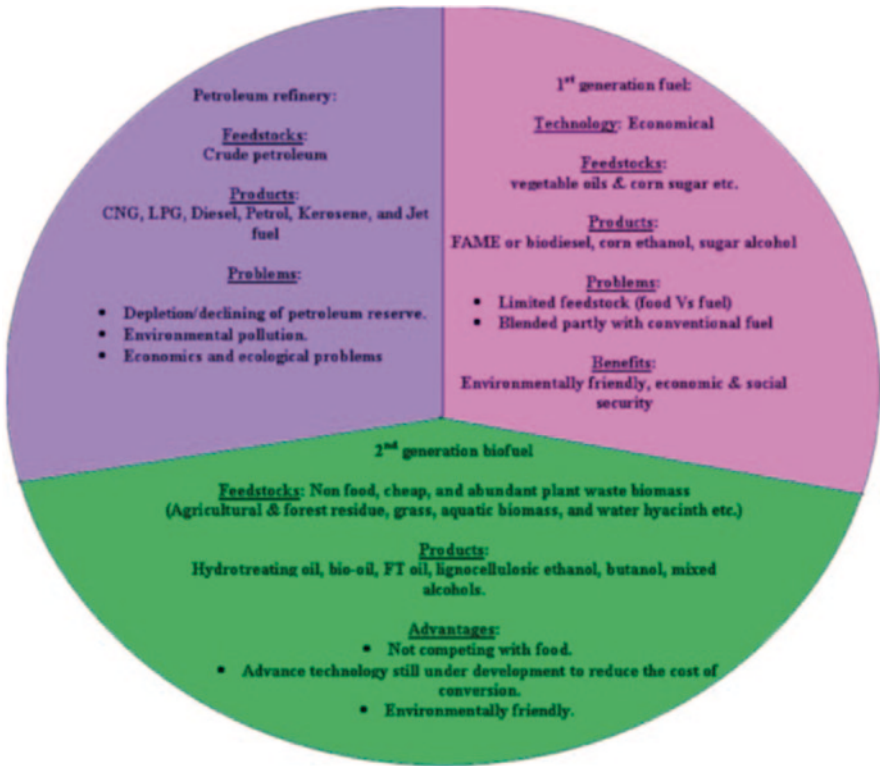 Petroleum refinery:
Feedstocks:
Crude petroleum
Products:
CNG, LPG, Diesel, Petrol, Kerosene, and Jet
fuel
Problems:
• Depletion/declining of petroleum reserve.
• Environmental pollution.
• Economics and ecological problems
1st generation fuel:
Technology: Economical
Feedstocks:
vegetable oils & corn sugar etc.
Products:
FAME or biodiesel, corn ethanol, sugar alcohol
Problems:
• Limited feedstock (food Vs fuel)
• Blended partly with conventional fuel
Benefits:
Environmentally friendly, economic & social
security
2nd generation biofuel
Feedstocks: Non food, cheap, and abundant plant waste biomass
(Agricultural & forest residue, grass, aquatic biomass, and water hyacinth etc.)
Products:
Hydrotreating oil, bio-oil, FT oil, lignocellulosic ethanol, butanol, mixed
alcohols.
Advantages:
• Not competing with food.
• Advance technology still under development to reduce the cost of
conversion.
• Environmentally friendly.